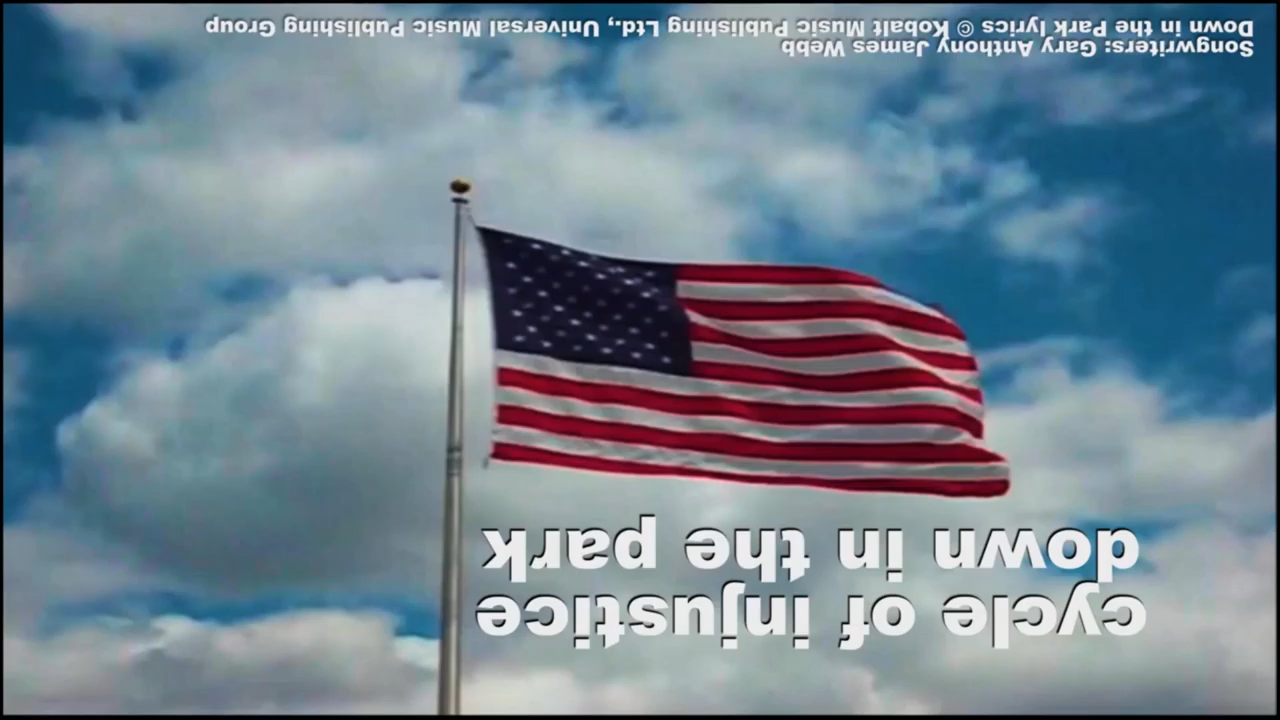 cycle of injustice
down in the park
Songwriters: Gary Anthony James Webb
Down in the Park lyrics © Kobalt Music Publishing Ltd., Universal Music Publishing Group